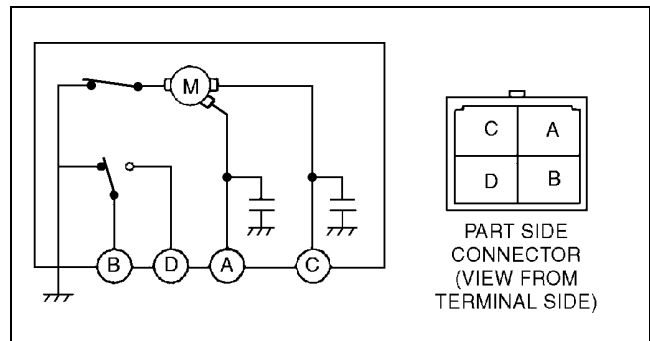 M
B D A C
C A
D B
PART SIDE
CONNECTOR
(VIEW FROM
TERMINAL SIDE)